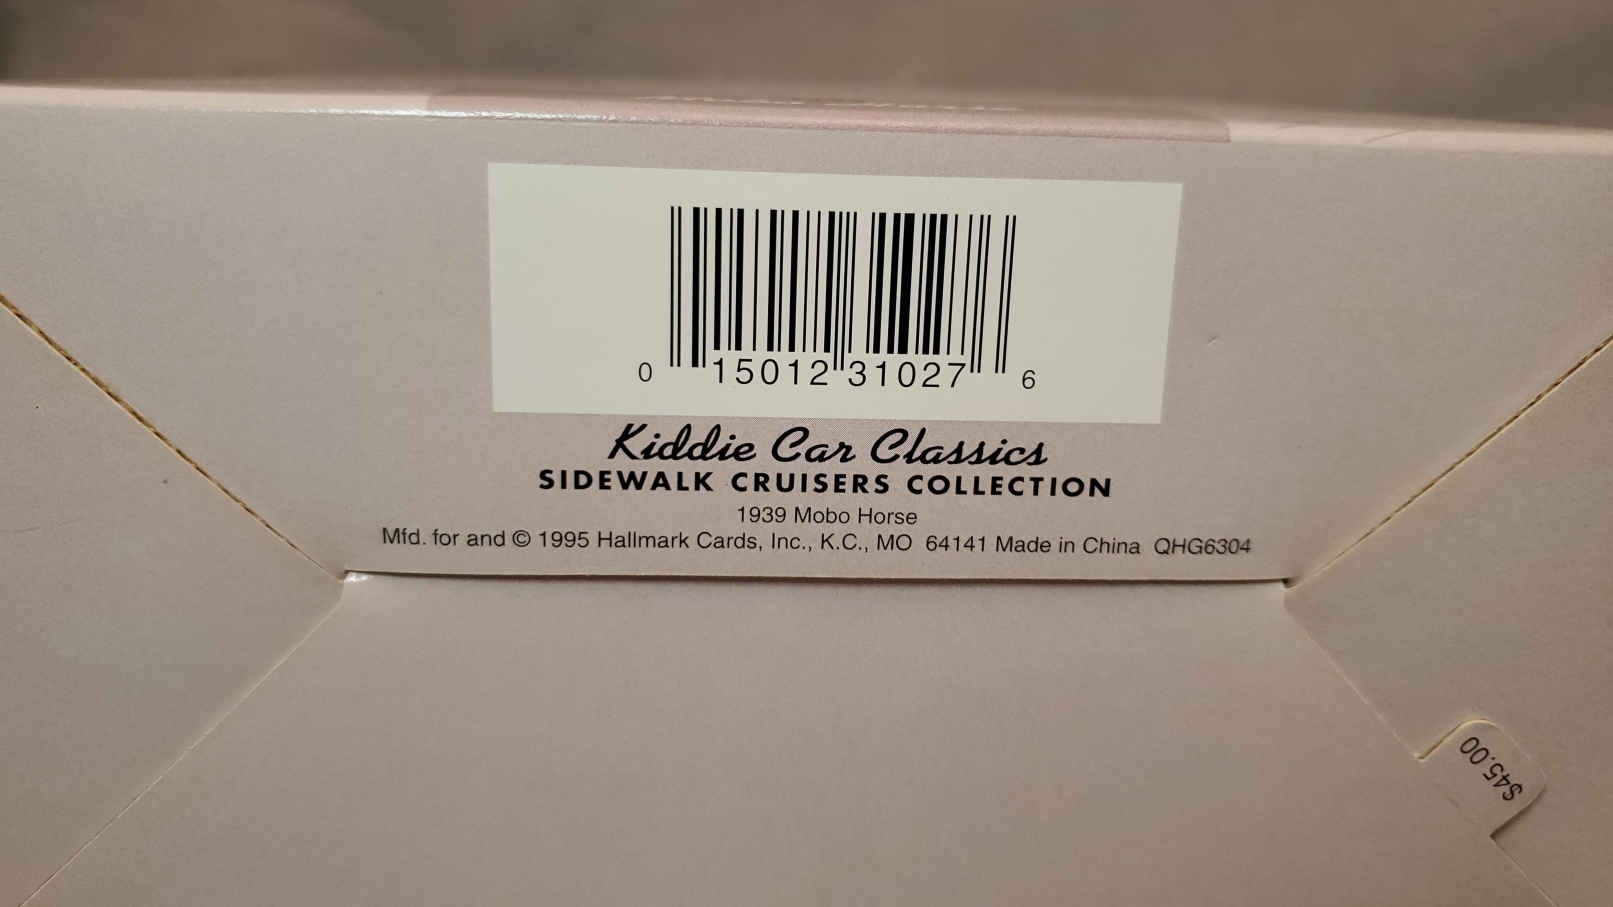 0 15012 31027 6
Kiddie Car Classics
SIDEWALK CRUISERS COLLECTION
1939 Mobo Horse
Mfd. for and © 1995 Hallmark Cards, Inc., K.C., MO 64141 Made in China QHG6304
$45.00